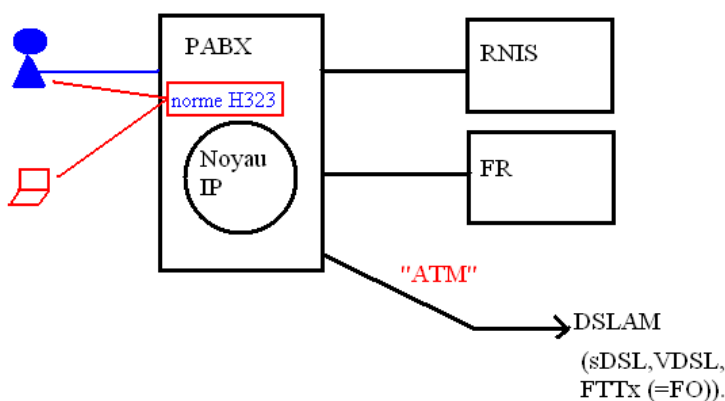 PABX
RNIS
norme H323
Noyau
IP
FR
"ATM"
DSLAM
(sDSL,VDSL,
FTTx (=FO)).